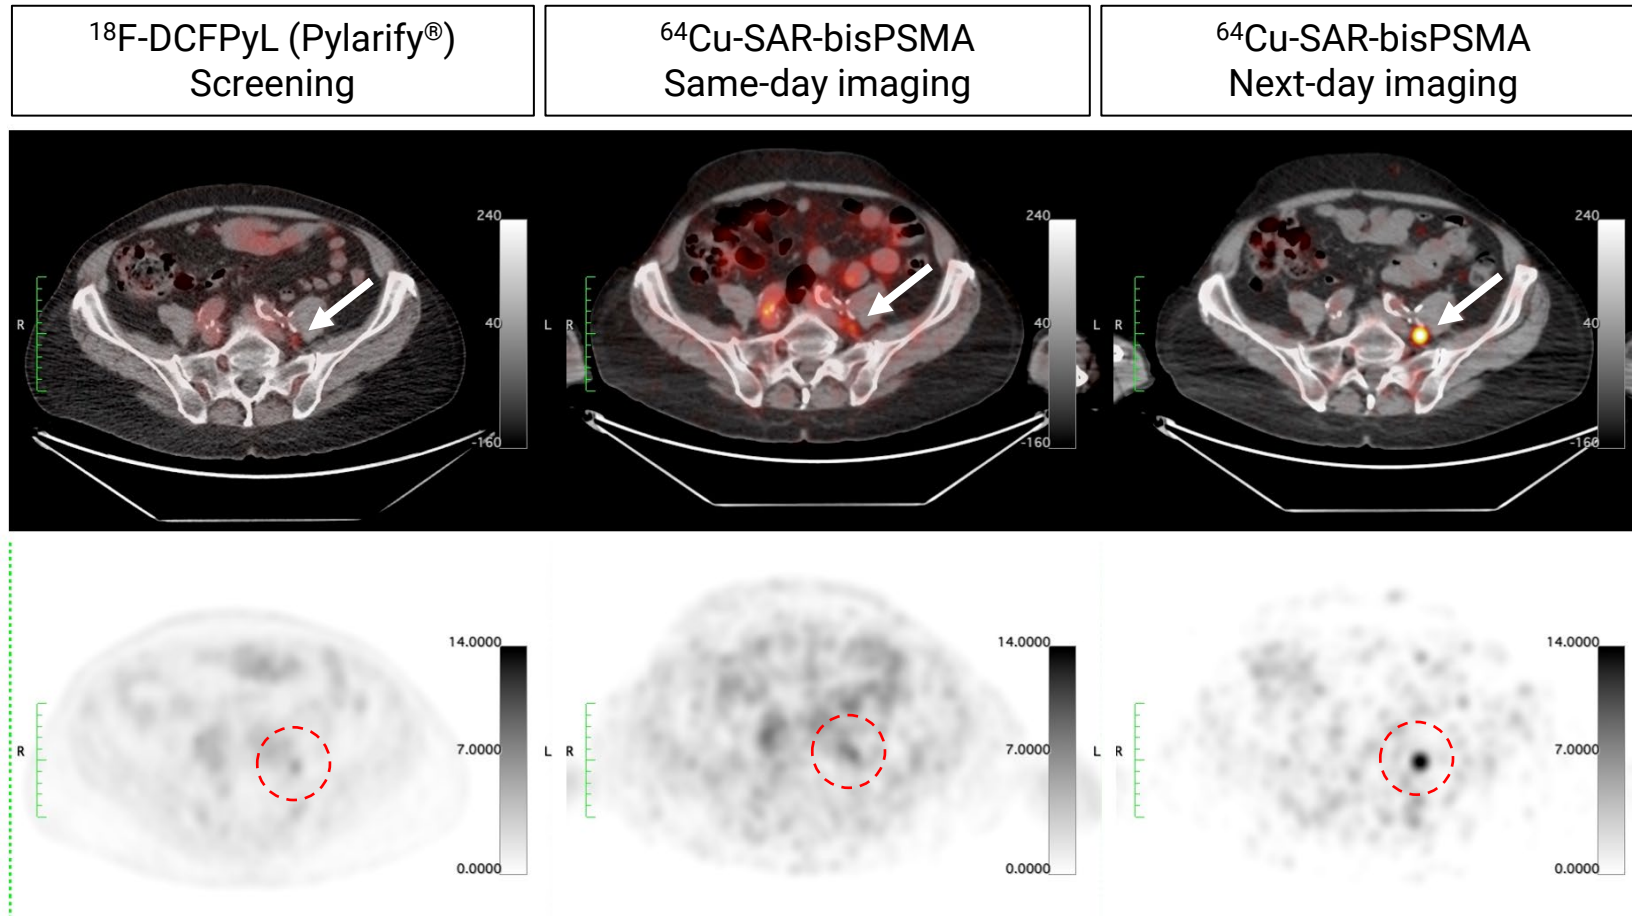 ¹⁸F-DCFPyL (Pylarify®)
Screening
⁶⁴Cu-SAR-bisPSMA
Same-day imaging
⁶⁴Cu-SAR-bisPSMA
Next-day imaging
240
40
-160
R
L
240
40
-160
R
L
240
40
-160
R
14.0000
7.0000
0.0000
R
L
14.0000
7.0000
0.0000
R
L
14.0000
7.0000
0.0000
R